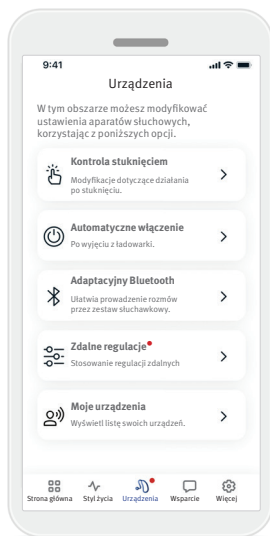 9:41
Urządzenia
W tym obszarze możesz modyfikować
ustawienia aparatów słuchowych,
korzystając z poniższych opcji.
Kontrola stuknięciem
Modyfikacje dotyczące działania
po stuknięciu.
Automatyczne włączenie
Po wyjęciu z ładowarki.
Adaptacyjny Bluetooth
Ułatwia prowadzenie rozmów
przez zestaw słuchawkowy.
Zdalne regulacje
Stosowanie regulacji zdalnych
Moje urządzenia
Wyświetl listę swoich urządzeń.
Strona główna Styl życia Urządzenia Wsparcie Więcej